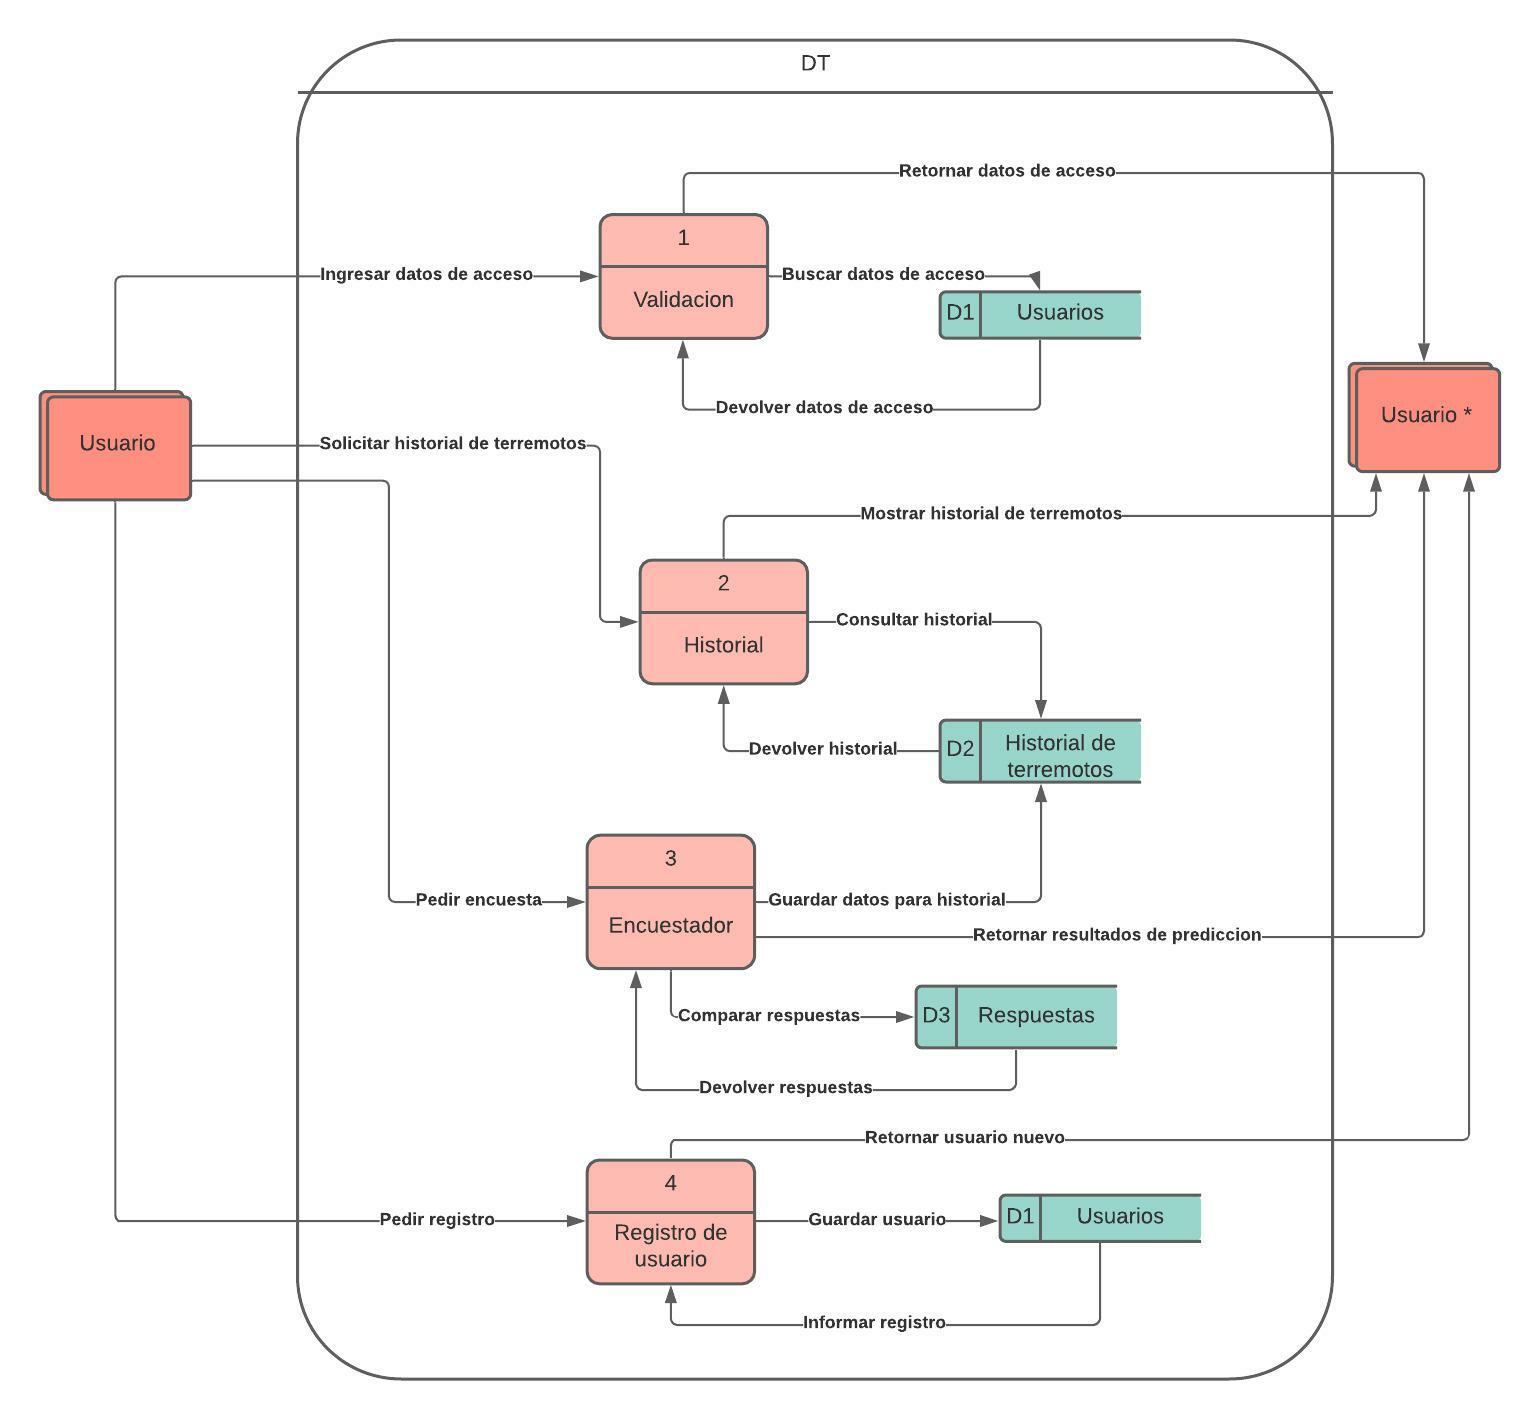 DT
Retornar datos de acceso
1
Validacion
Ingresar datos de acceso
Buscar datos de acceso
D1
Usuarios
Devolver datos de acceso
Usuario
Usuario *
Solicitar historial de terremotos
Mostrar historial de terremotos
2
Historial
Consultar historial
Devolver historial
D2
Historial de
terremotos
3
Encuestador
Pedir encuesta
Guardar datos para historial
Retornar resultados de prediccion
Comparar respuestas
D3
Respuestas
Devolver respuestas
Retornar usuario nuevo
4
Registro de
usuario
Pedir registro
Guardar usuario
D1
Usuarios
Informar registro